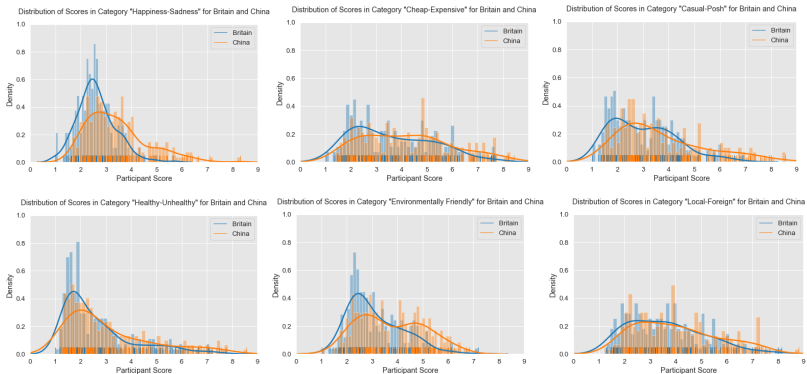 Distribution of Scores in Category "Happiness-Sadness" for Britain and China
1.0
0.8
0.6
0.4
0.2
0.0
Density
Britain
China
0 1 2 3 4 5 6 7 8 9
Participant Score
Distribution of Scores in Category "Cheap-Expensive" for Britain and China
1.0
0.8
0.6
0.4
0.2
0.0
Density
Britain
China
0 1 2 3 4 5 6 7 8 9
Participant Score
Distribution of Scores in Category "Casual-Posh" for Britain and China
1.0
0.8
0.6
0.4
0.2
0.0
Density
Britain
China
0 1 2 3 4 5 6 7 8 9
Participant Score
Distribution of Scores in Category "Healthy-Unhealthy" for Britain and China
1.0
0.8
0.6
0.4
0.2
0.0
Density
Britain
China
0 1 2 3 4 5 6 7 8 9
Participant Score
Distribution of Scores in Category "Environmentally Friendly" for Britain and China
1.0
0.8
0.6
0.4
0.2
0.0
Density
Britain
China
0 1 2 3 4 5 6 7 8 9
Participant Score
Distribution of Scores in Category "Local-Foreign" for Britain and China
1.0
0.8
0.6
0.4
0.2
0.0
Density
Britain
China
0 1 2 3 4 5 6 7 8 9
Participant Score